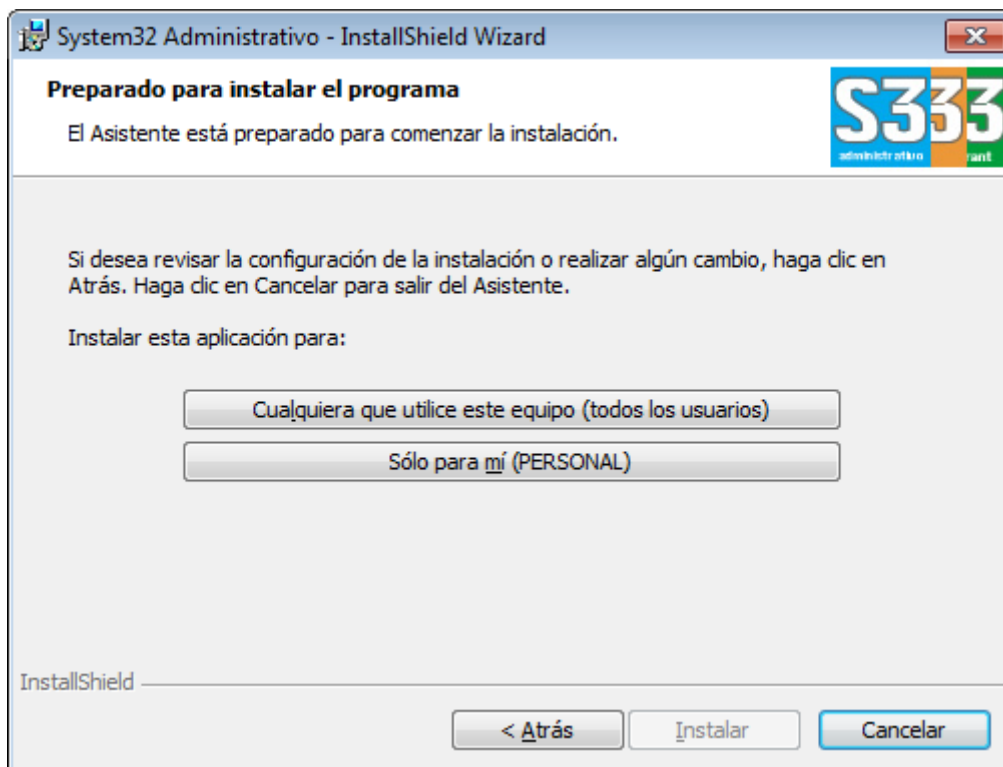 System32 Administrativo - InstallShield Wizard
Preparado para instalar el programa
El Asistente está preparado para comenzar la instalación.
S333
administrativo rant
Si desea revisar la configuración de la instalación o realizar algún cambio, haga clic en
Atrás. Haga clic en Cancelar para salir del Asistente.
Instalar esta aplicación para:
Cualquiera que utilice este equipo (todos los usuarios)
Sólo para mí (PERSONAL)
InstallShield
< Atrás Instalar Cancelar